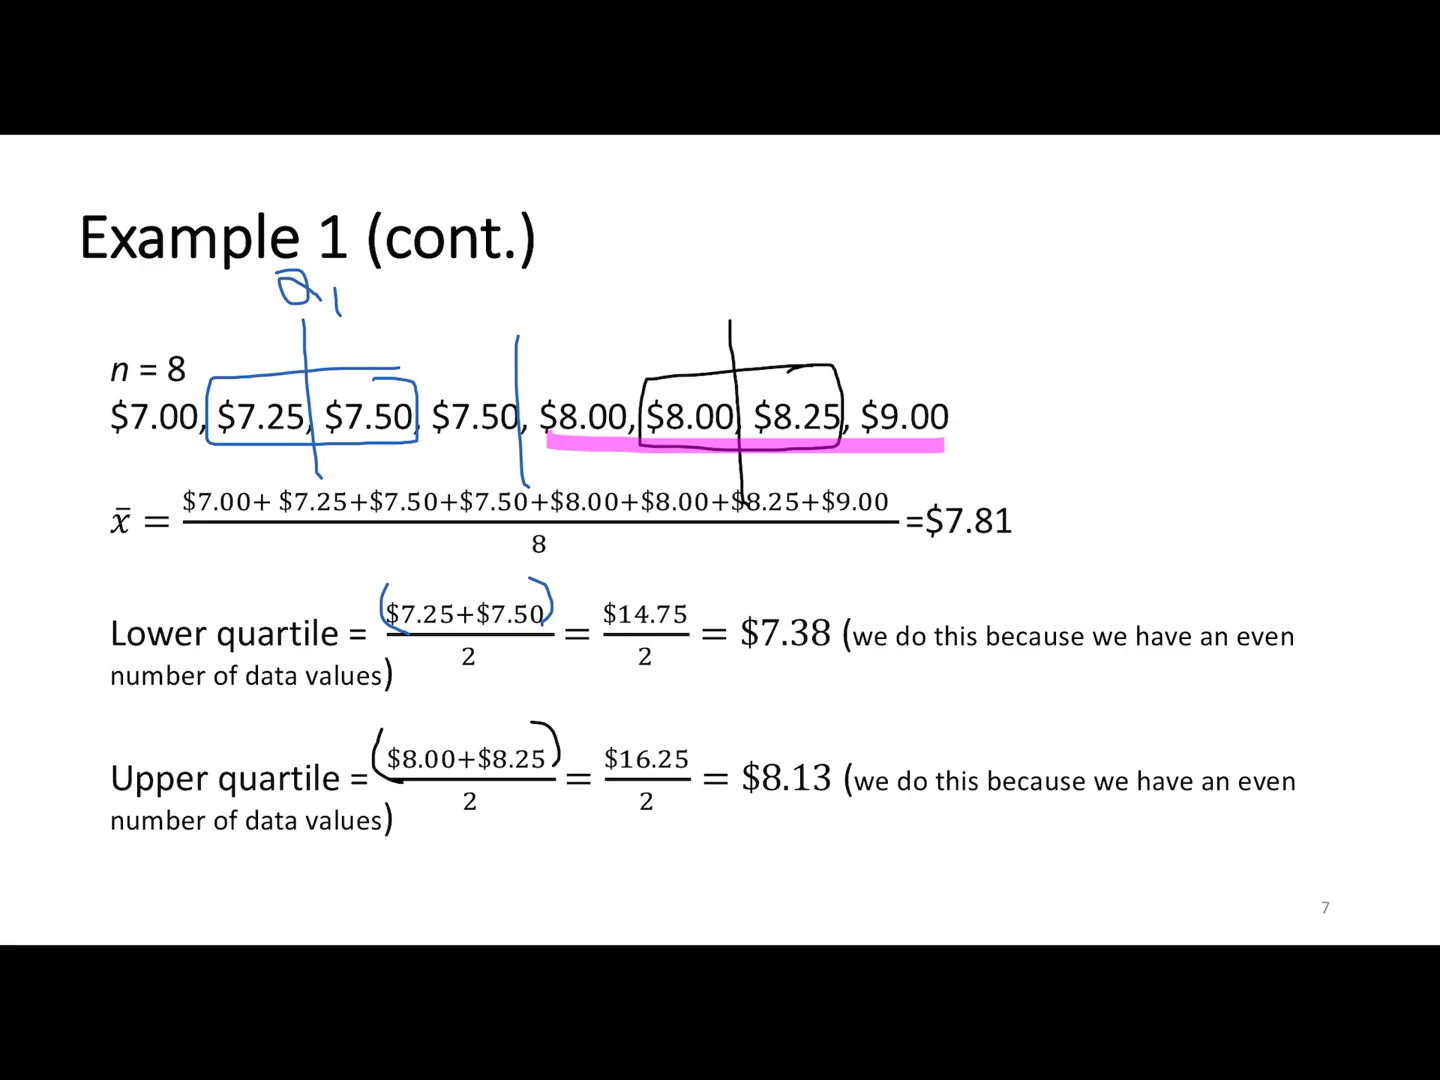 Example 1 (cont.)
Q1
n = 8
$7.00, $7.25, $7.50, $7.50, $8.00, $8.00, $8.25, $9.00
x̄ = $7.00+ $7.25+$7.50+$7.50+$8.00+$8.00+$8.25+$9.00 / 8 =$7.81
Lower quartile = $7.25+$7.50 / 2 = $14.75 / 2 = $7.38 (we do this because we have an even
number of data values)
Upper quartile = $8.00+$8.25 / 2 = $16.25 / 2 = $8.13 (we do this because we have an even
number of data values)
7